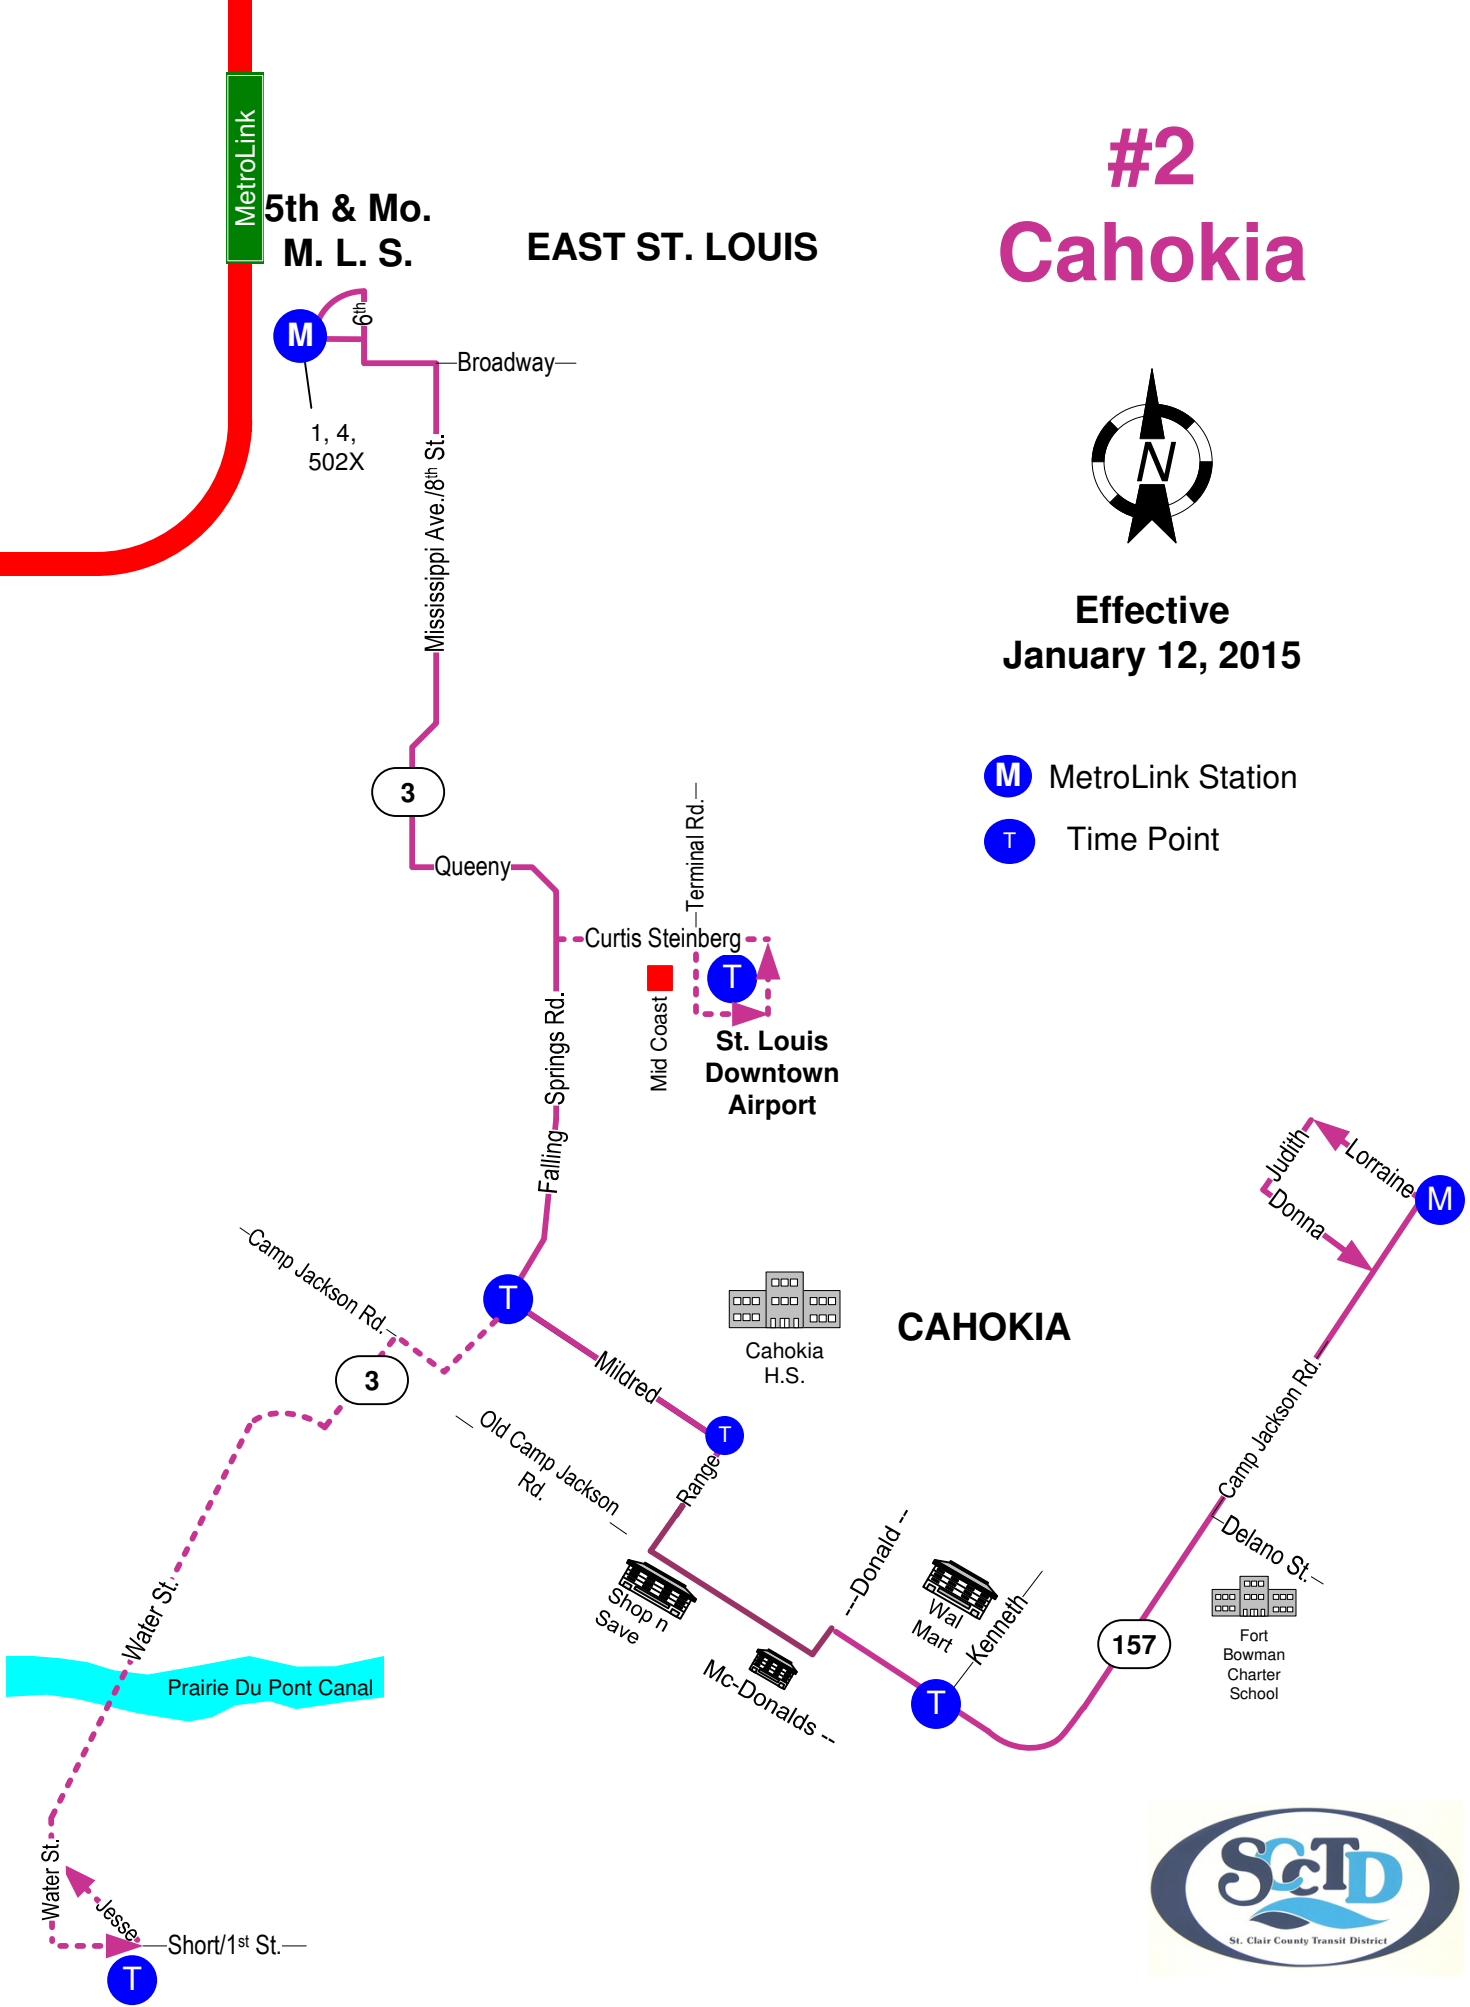 MetroLink
5th & Mo.
M. L. S.
EAST ST. LOUIS
#2
Cahokia
M
6th
—Broadway—
1, 4,
502X
N
Mississippi Ave./8th St.
Effective
January 12, 2015
M MetroLink Station
T Time Point
3
Queeny
—Terminal Rd.—
Curtis Steinberg
T
Mid Coast
St. Louis
Downtown
Airport
Falling Springs Rd.
Judith
Lorraine
Donna
M
—Camp Jackson Rd.—
T
Cahokia
H.S.
CAHOKIA
3
Mildred
T
Range
— Old Camp Jackson
Rd. —
Camp Jackson Rd.
—Delano St.—
---Donald --
Shop n
Save
Wal
Mart
Kenneth—
Fort
Bowman
Charter
School
157
Mc-Donalds --
T
Water St.
Prairie Du Pont Canal
Water St.
Jesse
—Short/1st St.—
T
SCcTD
St. Clair County Transit District